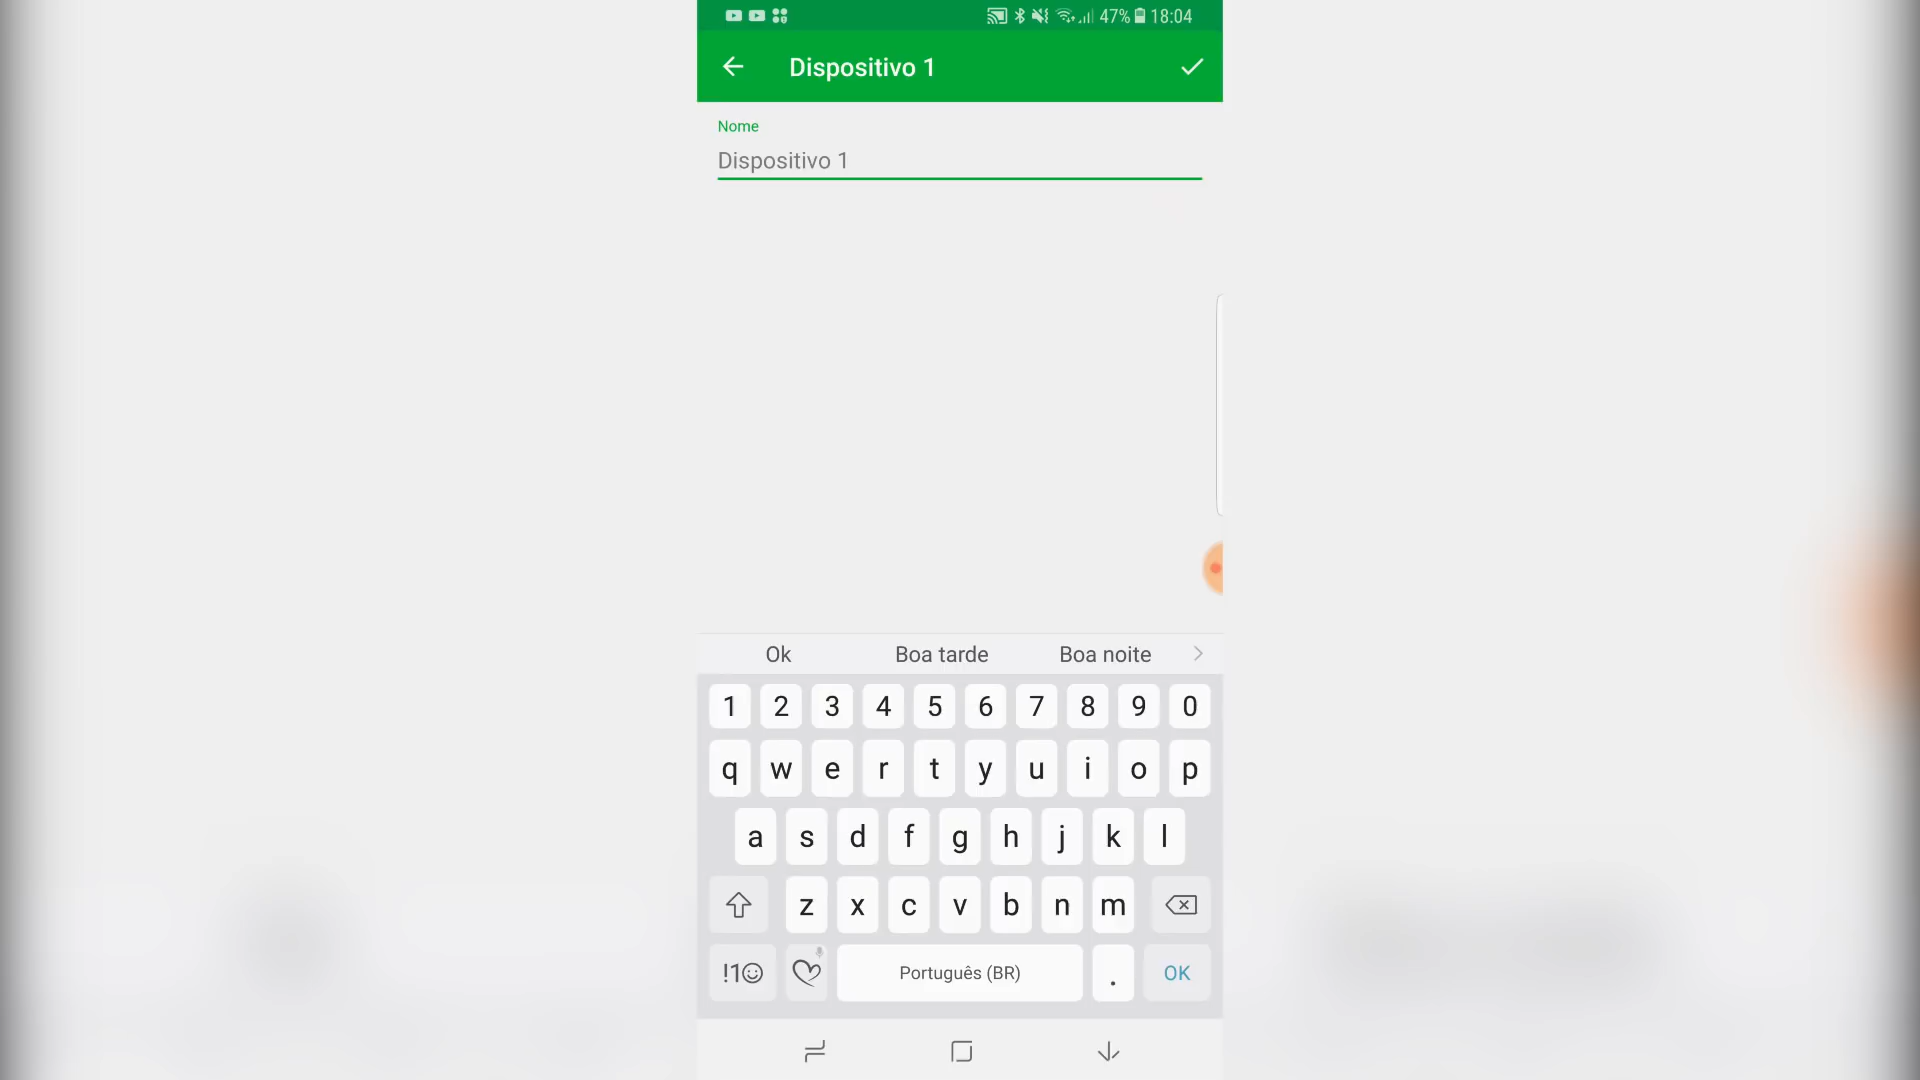 47% 18:04
Dispositivo 1
Nome
Dispositivo 1
Ok Boa tarde Boa noite
1 2 3 4 5 6 7 8 9 0
q w e r t y u i o p
a s d f g h j k l
z x c v b n m
!1☺ Português (BR) . OK